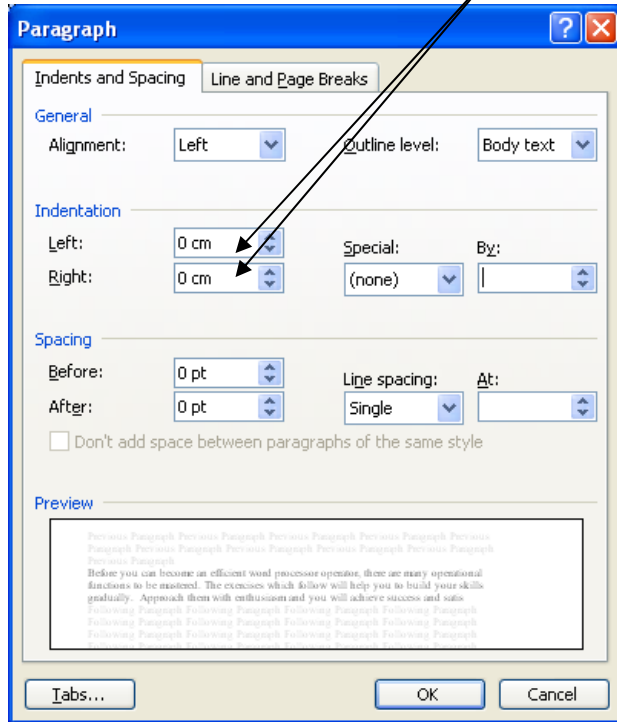 Paragraph
Indents and Spacing Line and Page Breaks
General
Alignment: Left Outline level: Body text
Indentation
Left: 0 cm Special: By:
Right: 0 cm (none)
Spacing
Before: 0 pt Line spacing: At:
After: 0 pt Single
Don't add space between paragraphs of the same style
Preview
Previous Paragraph Previous Paragraph Previous Paragraph Previous Paragraph Previous
Paragraph Previous Paragraph Previous Paragraph Previous Paragraph Previous Paragraph
Previous Paragraph
Before you can become an efficient word processor operator, there are many operational
functions to be mastered. The exercises which follow will help you to build your skills
gradually. Approach them with enthusiasm and you will achieve success and satis
Following Paragraph Following Paragraph Following Paragraph Following Paragraph
Following Paragraph Following Paragraph Following Paragraph Following Paragraph
Following Paragraph Following Paragraph Following Paragraph Following Paragraph
Following Paragraph Following Paragraph Following Paragraph Following Paragraph
Tabs... OK Cancel